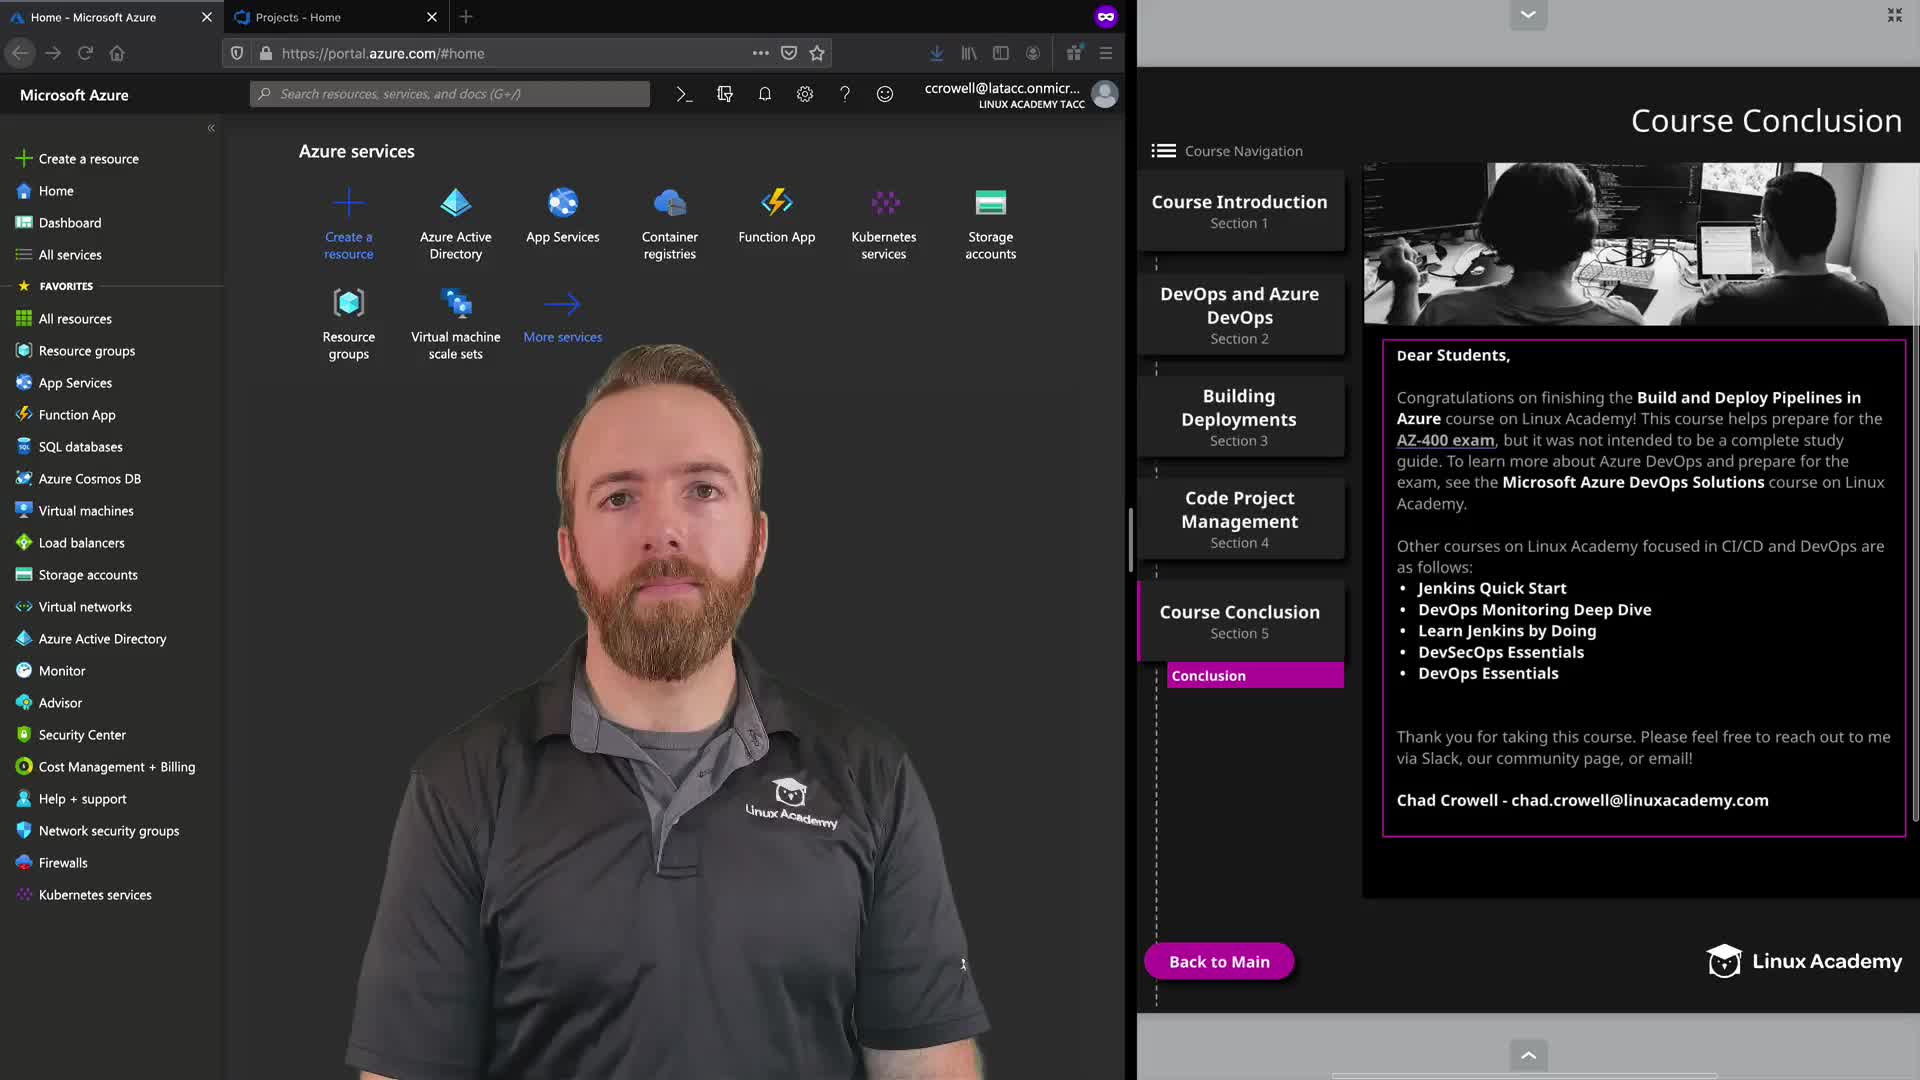 Home - Microsoft Azure
Projects - Home
https://portal.azure.com/#home
Microsoft Azure
Search resources, services, and docs (G+/)
ccrowell@latacc.onmicr...
LINUX ACADEMY TACC
Create a resource
Home
Dashboard
All services
FAVORITES
All resources
Resource groups
App Services
Function App
SQL databases
Azure Cosmos DB
Virtual machines
Load balancers
Storage accounts
Virtual networks
Azure Active Directory
Monitor
Advisor
Security Center
Cost Management + Billing
Help + support
Network security groups
Firewalls
Kubernetes services
Azure services
Create a
resource
Azure Active
Directory
App Services
Container
registries
Function App
Kubernetes
services
Storage
accounts
Resource
groups
Virtual machine
scale sets
More services
Linux Academy
Course Conclusion
Course Navigation
Course Introduction
Section 1
DevOps and Azure
DevOps
Section 2
Building
Deployments
Section 3
Code Project
Management
Section 4
Course Conclusion
Section 5
Conclusion
Back to Main
Dear Students,
Congratulations on finishing the Build and Deploy Pipelines in
Azure course on Linux Academy! This course helps prepare for the
AZ-400 exam, but it was not intended to be a complete study
guide. To learn more about Azure DevOps and prepare for the
exam, see the Microsoft Azure DevOps Solutions course on Linux
Academy.
Other courses on Linux Academy focused in CI/CD and DevOps are
as follows:
• Jenkins Quick Start
• DevOps Monitoring Deep Dive
• Learn Jenkins by Doing
• DevSecOps Essentials
• DevOps Essentials
Thank you for taking this course. Please feel free to reach out to me
via Slack, our community page, or email!
Chad Crowell - chad.crowell@linuxacademy.com
Linux Academy